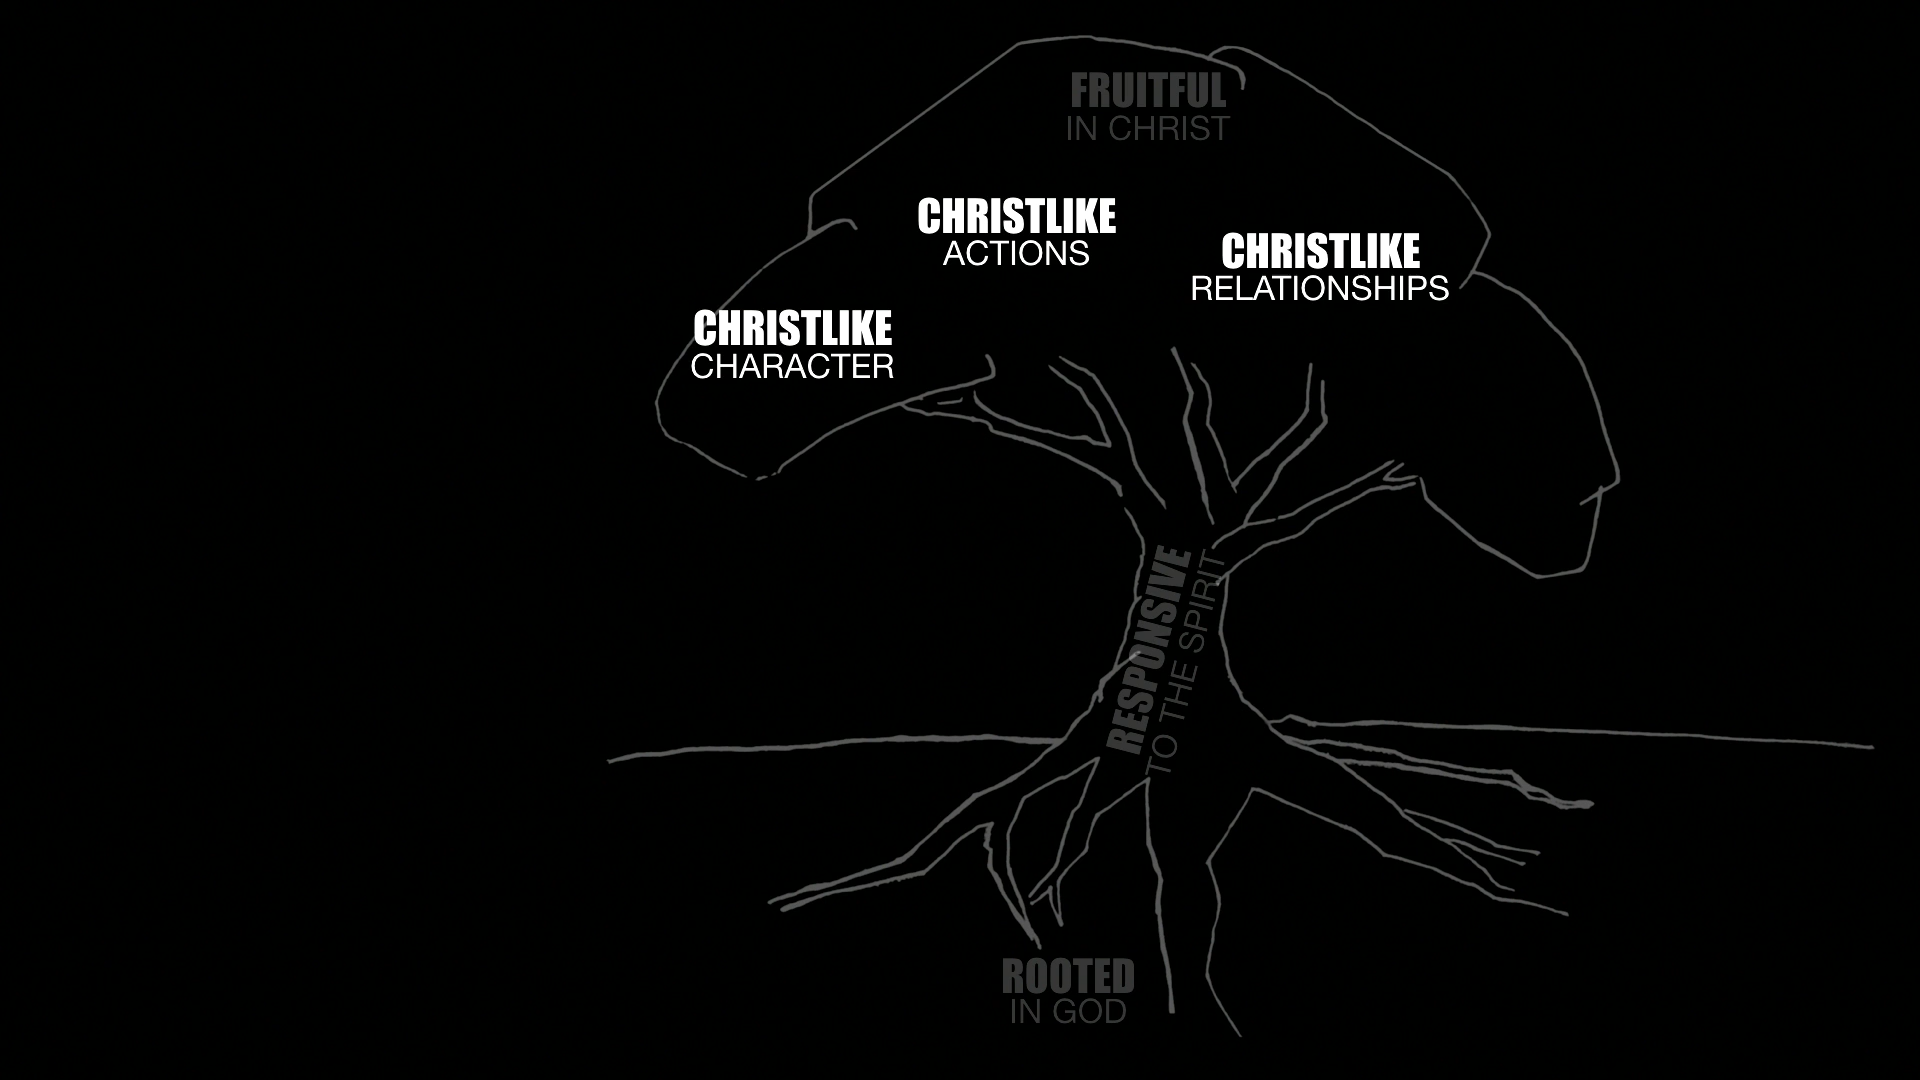 FRUITFUL
IN CHRIST
CHRISTLIKE
ACTIONS
CHRISTLIKE
RELATIONSHIPS
CHRISTLIKE
CHARACTER
RESPONSIVE
TO THE SPIRIT
ROOTED
IN GOD